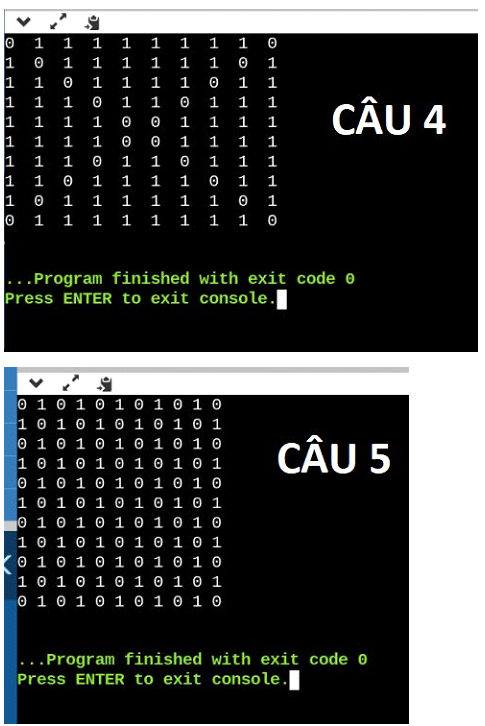 0 1 1 1 1 1 1 1 1 0
1 0 1 1 1 1 1 1 0 1
1 1 0 1 1 1 1 0 1 1
1 1 1 0 1 1 0 1 1 1
1 1 1 1 0 0 1 1 1 1
1 1 1 1 0 0 1 1 1 1
1 1 1 0 1 1 0 1 1 1
1 1 0 1 1 1 1 0 1 1
1 0 1 1 1 1 1 1 0 1
0 1 1 1 1 1 1 1 1 0
CÂU 4
...Program finished with exit code 0
Press ENTER to exit console.
0 1 0 1 0 1 0 1 0 1 0
1 0 1 0 1 0 1 0 1 0 1
0 1 0 1 0 1 0 1 0 1 0
1 0 1 0 1 0 1 0 1 0 1
0 1 0 1 0 1 0 1 0 1 0
1 0 1 0 1 0 1 0 1 0 1
0 1 0 1 0 1 0 1 0 1 0
1 0 1 0 1 0 1 0 1 0 1
0 1 0 1 0 1 0 1 0 1 0
1 0 1 0 1 0 1 0 1 0 1
0 1 0 1 0 1 0 1 0 1 0
CÂU 5
...Program finished with exit code 0
Press ENTER to exit console.